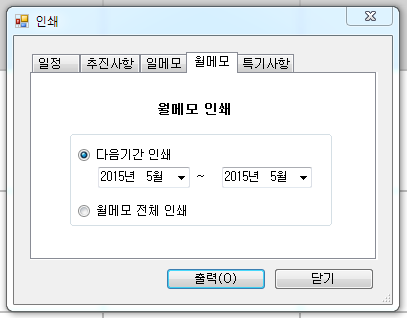 인쇄
일정 추진사항 일메모 월메모 특기사항
월메모 인쇄
다음기간 인쇄
2015년 5월 ~ 2015년 5월
월메모 전체 인쇄
출력(O) 닫기